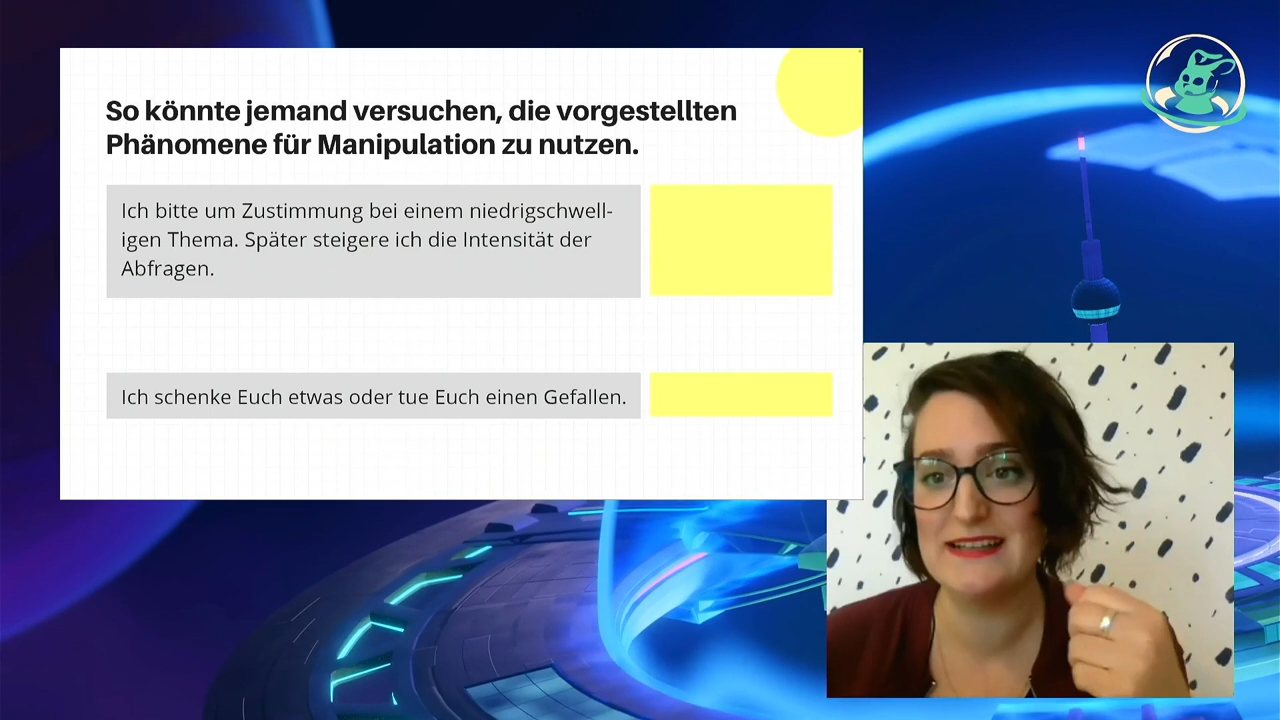 So könnte jemand versuchen, die vorgestellten
Phänomene für Manipulation zu nutzen.
Ich bitte um Zustimmung bei einem niedrigschwell-
igen Thema. Später steigere ich die Intensität der
Abfragen.
Ich schenke Euch etwas oder tue Euch einen Gefallen.